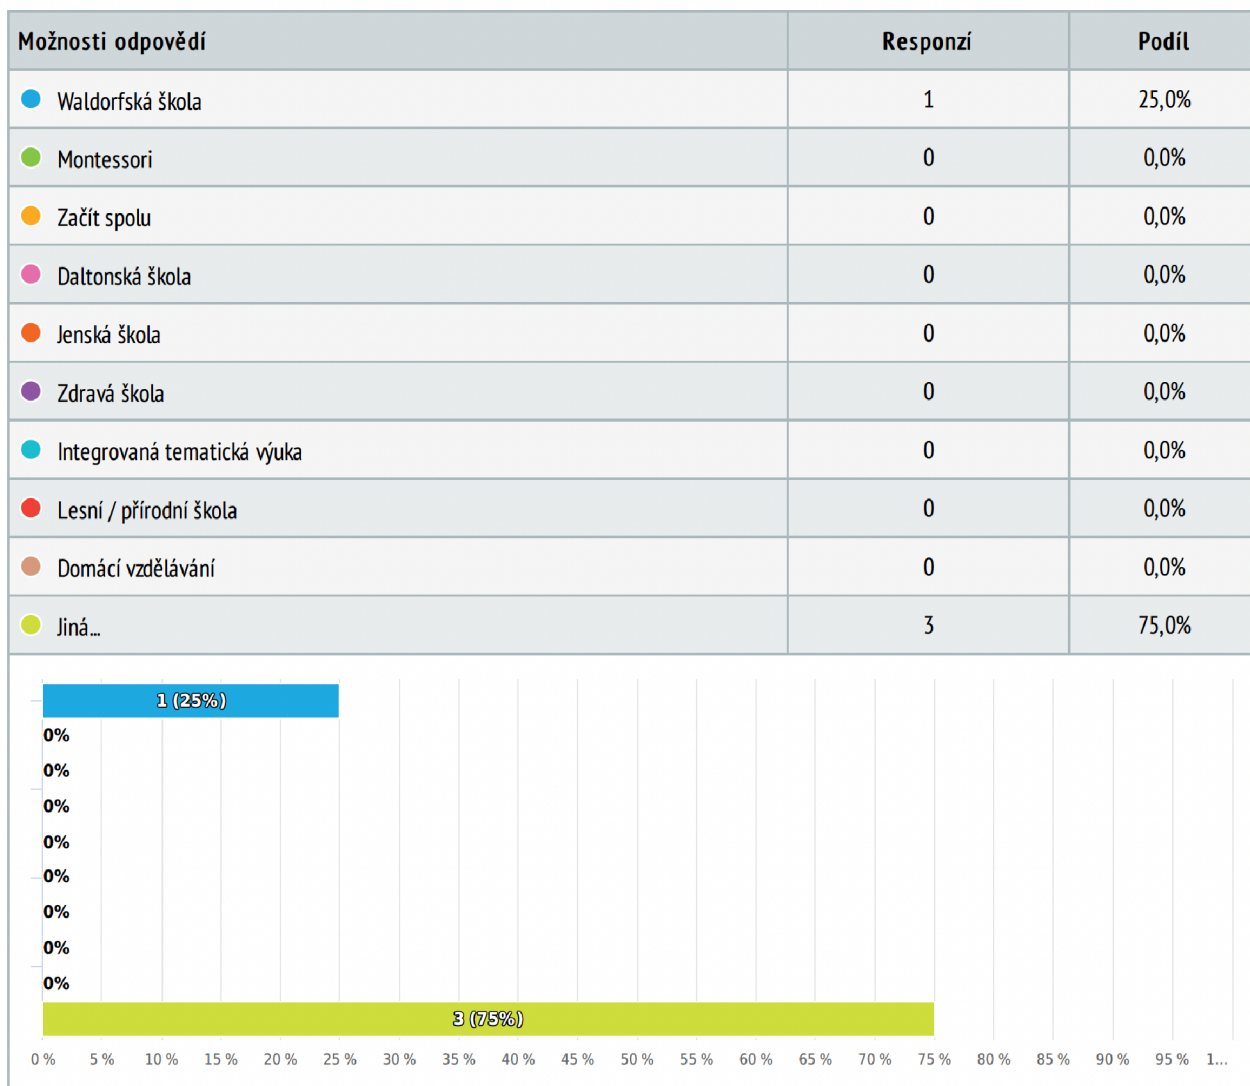 Možnosti odpovědí Responzí Podíl
Waldorfská škola 1 25,0%
Montessori 0 0,0%
Začít spolu 0 0,0%
Daltonská škola 0 0,0%
Jenská škola 0 0,0%
Zdravá škola 0 0,0%
Integrovaná tematická výuka 0 0,0%
Lesní / přírodní škola 0 0,0%
Domácí vzdělávání 0 0,0%
Jiná... 3 75,0%
1 (25%)
0%
0%
0%
0%
0%
0%
0%
0%
3 (75%)
0 % 5 % 10 % 15 % 20 % 25 % 30 % 35 % 40 % 45 % 50 % 55 % 60 % 65 % 70 % 75 % 80 % 85 % 90 % 95 % 1...